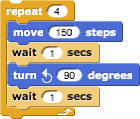 repeat 4
move 150 steps
wait 1 secs
turn ↺ 90 degrees
wait 1 secs